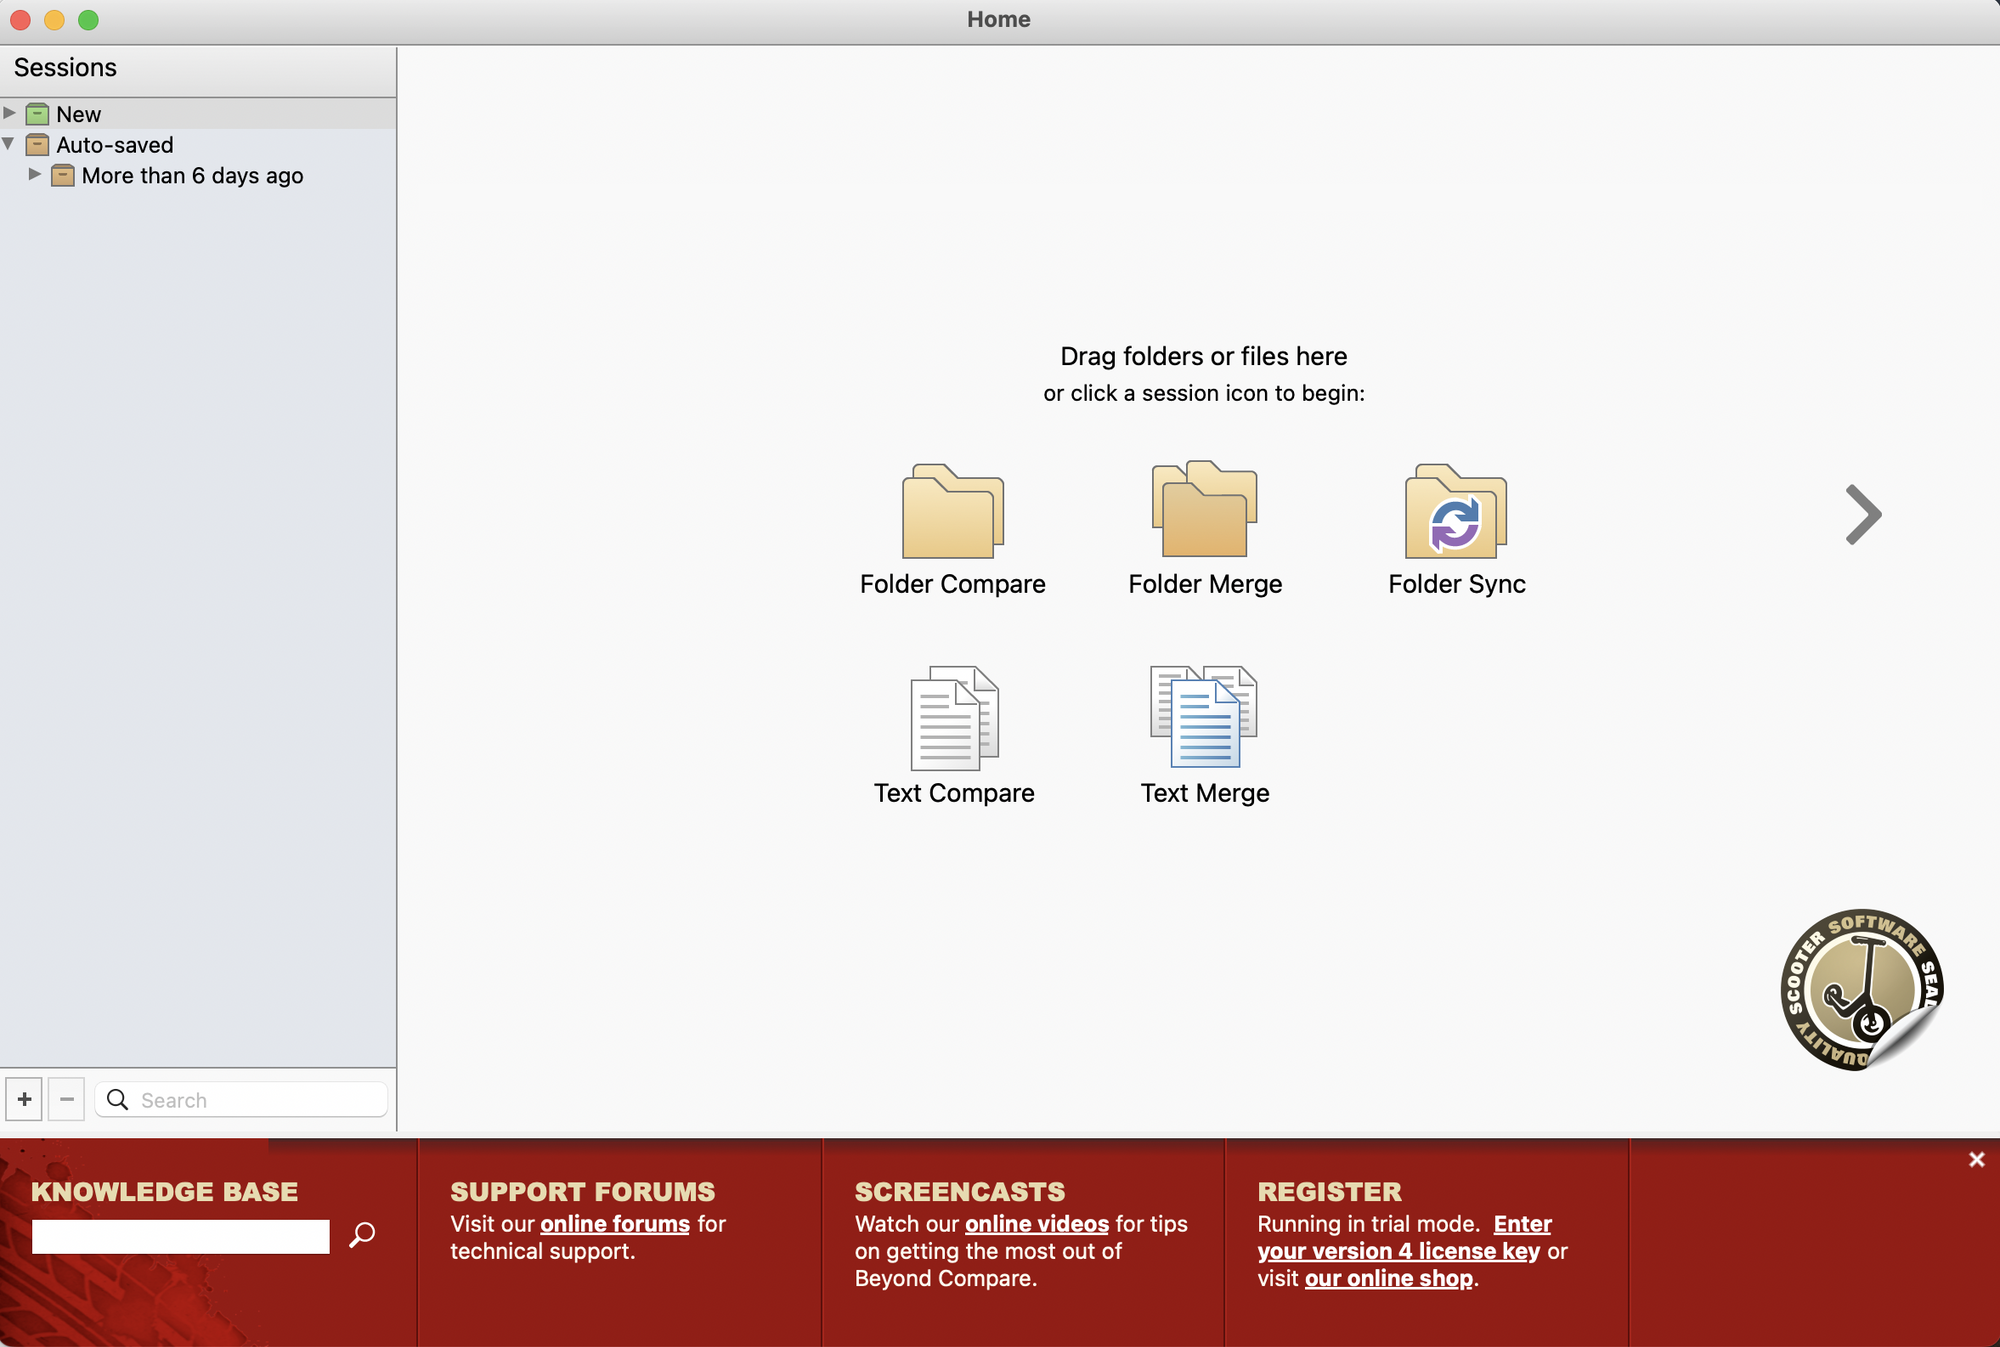 Home
Sessions
New
Auto-saved
More than 6 days ago
Drag folders or files here
or click a session icon to begin:
Folder Compare
Folder Merge
Folder Sync
Text Compare
Text Merge
SCOOTER SOFTWARE SEAL
QUALITY
+
−
Search
KNOWLEDGE BASE
SUPPORT FORUMS
Visit our online forums for
technical support.
SCREENCASTS
Watch our online videos for tips
on getting the most out of
Beyond Compare.
REGISTER
Running in trial mode. Enter
your version 4 license key or
visit our online shop.